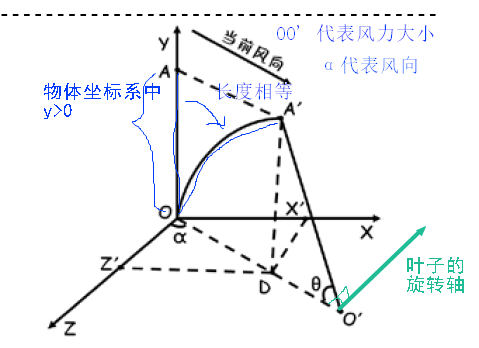 OO' 代表风力大小
α代表风向
Y
当前风向
A
物体坐标系中
y>0
长度相等
A'
O
X'
X
α
Z'
D
θ
叶子的
旋转轴
O'
Z